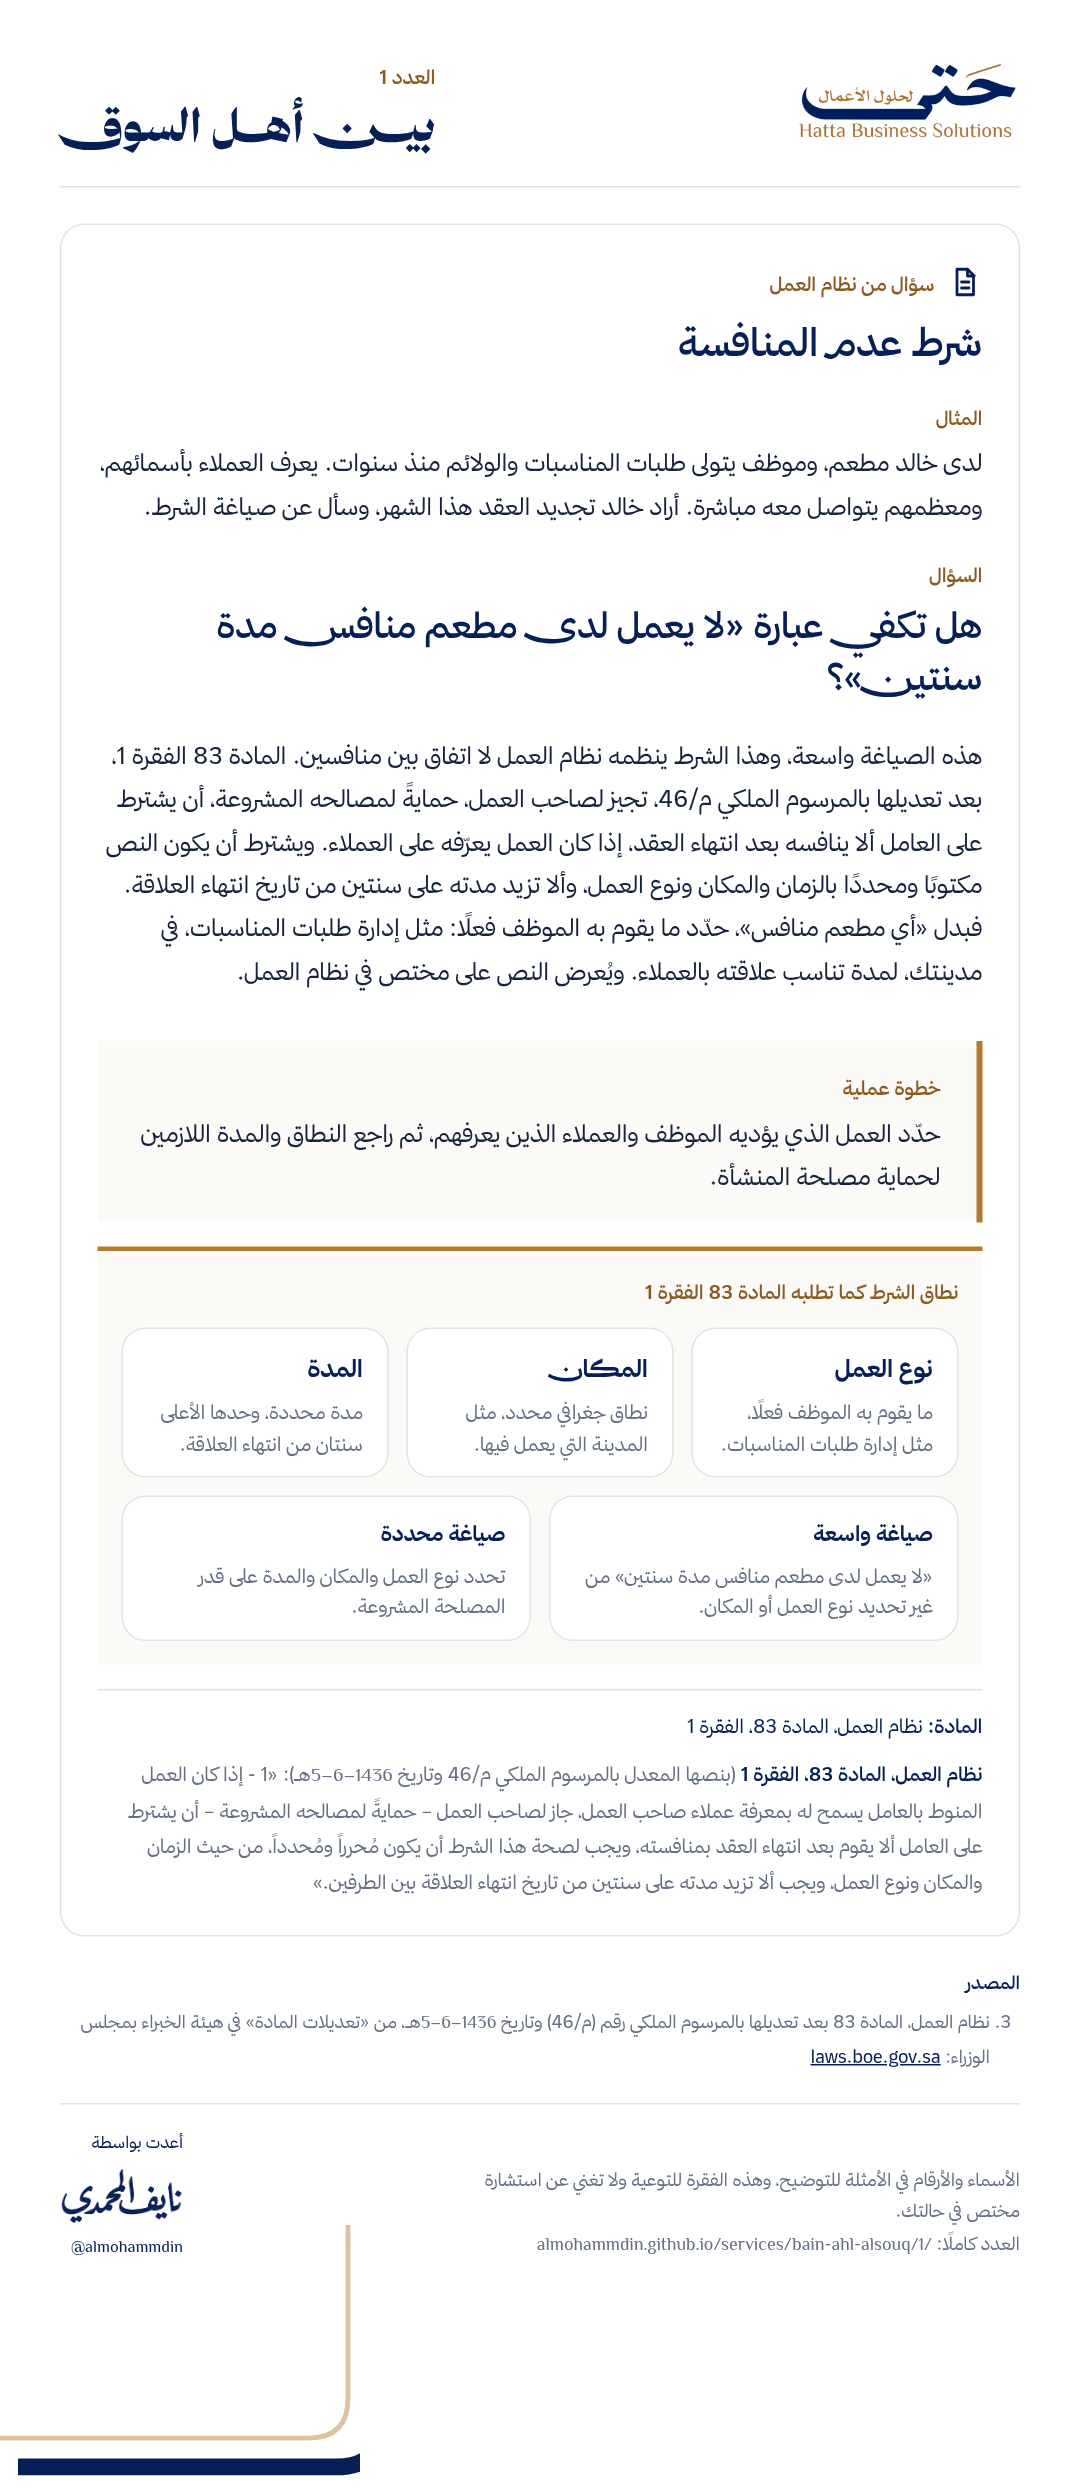 حتى
لحلول الأعمال
Hatta Business Solutions
العدد 1
بين أهل السوق
سؤال من نظام العمل
شرط عدم المنافسة
المثال
لدى خالد مطعم، وموظف يتولى طلبات المناسبات والولائم منذ سنوات. يعرف العملاء بأسمائهم،
ومعظمهم يتواصل معه مباشرة. أراد خالد تجديد العقد هذا الشهر، وسأل عن صياغة الشرط.
السؤال
هل تكفي عبارة «لا يعمل لدى مطعم منافس مدة
سنتين»؟
هذه الصياغة واسعة، وهذا الشرط ينظمه نظام العمل لا اتفاق بين منافسين. المادة 83 الفقرة 1،
بعد تعديلها بالمرسوم الملكي م/46، تجيز لصاحب العمل، حمايةً لمصالحه المشروعة، أن يشترط
على العامل ألا ينافسه بعد انتهاء العقد، إذا كان العمل يعرّفه على العملاء. ويشترط أن يكون النص
مكتوبًا ومحددًا بالزمان والمكان ونوع العمل، وألا تزيد مدته على سنتين من تاريخ انتهاء العلاقة.
فبدل «أي مطعم منافس»، حدّد ما يقوم به الموظف فعلًا: مثل إدارة طلبات المناسبات، في
مدينتك، لمدة تناسب علاقته بالعملاء. ويُعرض النص على مختص في نظام العمل.
خطوة عملية
حدّد العمل الذي يؤديه الموظف والعملاء الذين يعرفهم، ثم راجع النطاق والمدة اللازمين
لحماية مصلحة المنشأة.
نطاق الشرط كما تطلبه المادة 83 الفقرة 1
نوع العمل
ما يقوم به الموظف فعلًا،
مثل إدارة طلبات المناسبات.
المكان
نطاق جغرافي محدد، مثل
المدينة التي يعمل فيها.
المدة
مدة محددة، وحدها الأعلى
سنتان من انتهاء العلاقة.
صياغة واسعة
«لا يعمل لدى مطعم منافس مدة سنتين» من
غير تحديد نوع العمل أو المكان.
صياغة محددة
تحدد نوع العمل والمكان والمدة على قدر
المصلحة المشروعة.
المادة: نظام العمل، المادة 83، الفقرة 1
نظام العمل، المادة 83، الفقرة 1 (بنصها المعدل بالمرسوم الملكي م/46 وتاريخ 1436–6–5هـ): «1 - إذا كان العمل
المنوط بالعامل يسمح له بمعرفة عملاء صاحب العمل، جاز لصاحب العمل – حمايةً لمصالحه المشروعة – أن يشترط
على العامل ألا يقوم بعد انتهاء العقد بمنافسته، ويجب لصحة هذا الشرط أن يكون مُحرراً ومُحدداً، من حيث الزمان
والمكان ونوع العمل، ويجب ألا تزيد مدته على سنتين من تاريخ انتهاء العلاقة بين الطرفين.»
المصدر
3. نظام العمل، المادة 83 بعد تعديلها بالمرسوم الملكي رقم (م/46) وتاريخ 1436–6–5هـ، من «تعديلات المادة» في هيئة الخبراء بمجلس
الوزراء: laws.boe.gov.sa
الأسماء والأرقام في الأمثلة للتوضيح، وهذه الفقرة للتوعية ولا تغني عن استشارة
مختص في حالتك.
العدد كاملًا: almohammdin.github.io/services/bain-ahl-alsouq/1/
أعدت بواسطة
نايف المحمدي
@almohammdin